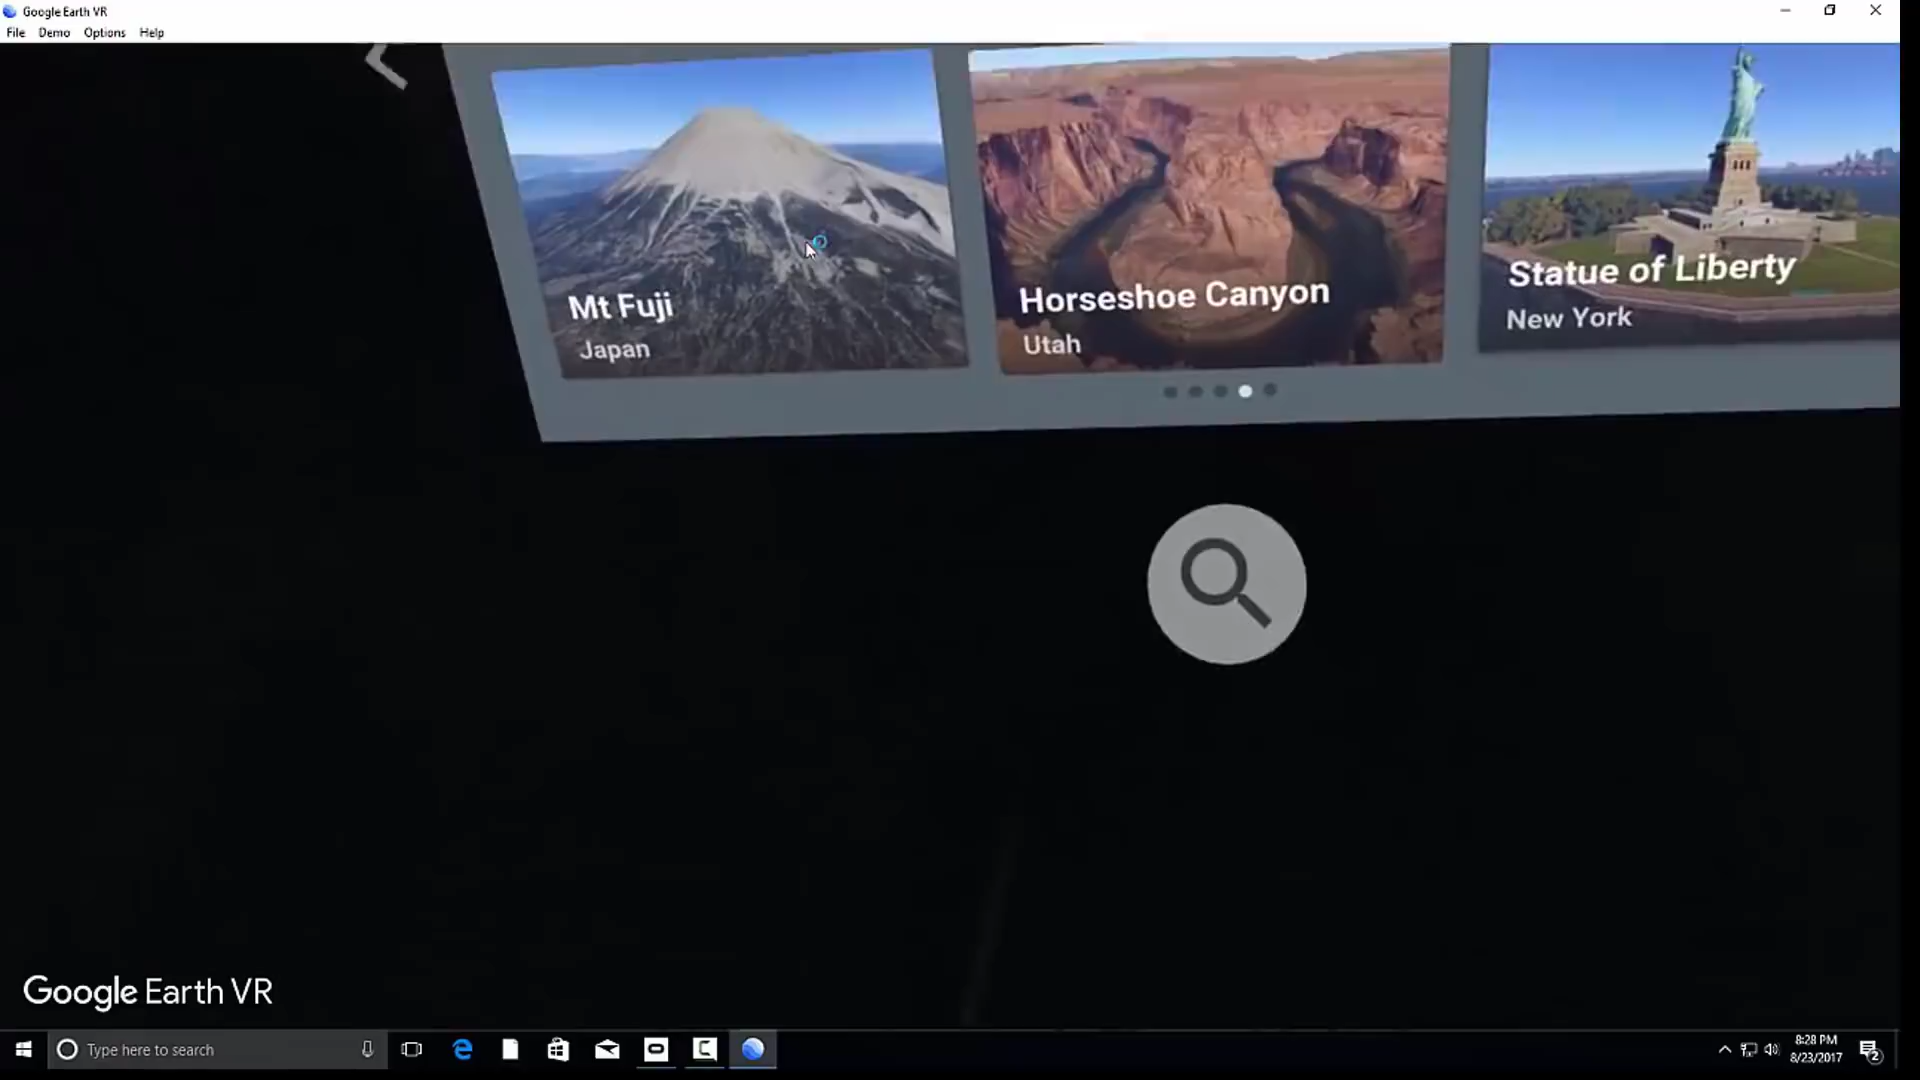 Google Earth VR
File Demo Options Help
Mt Fuji
Japan
Horseshoe Canyon
Utah
Statue of Liberty
New York
Google Earth VR
Type here to search
8:28 PM
8/23/2017
2